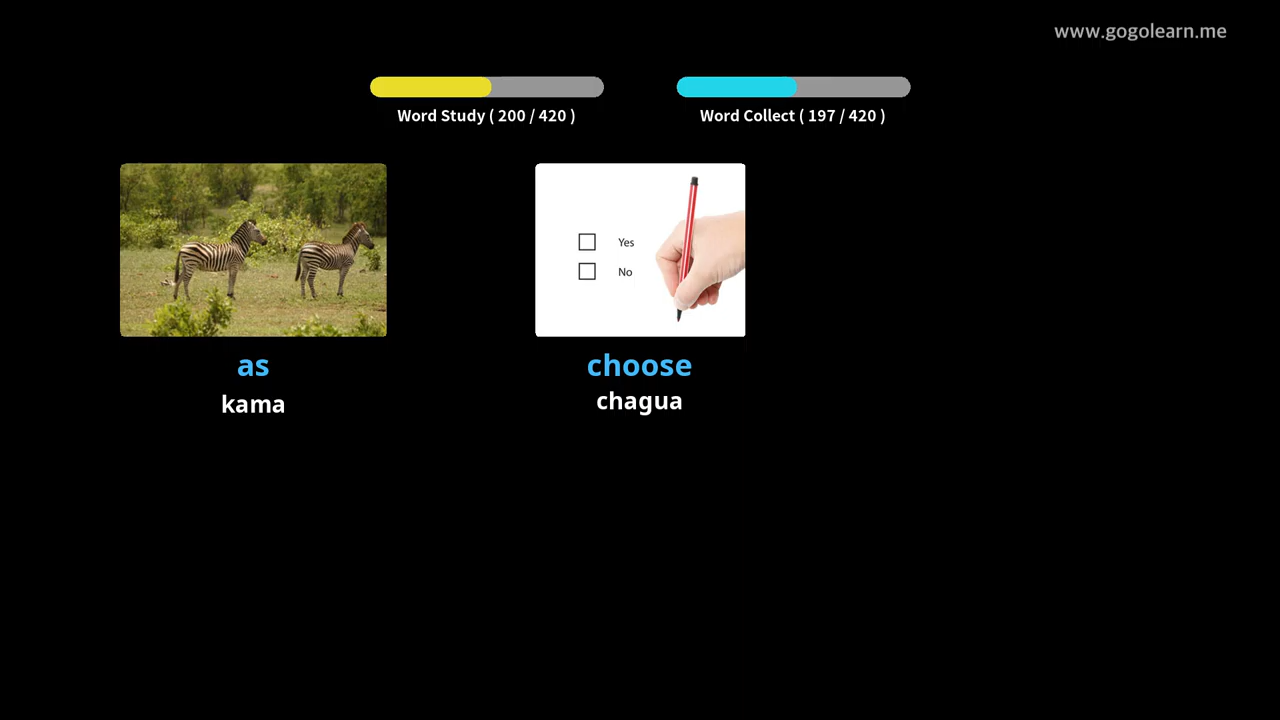 www.gogolearn.me
Word Study ( 200 / 420 )
Word Collect ( 197 / 420 )
Yes
No
as
kama
choose
chagua